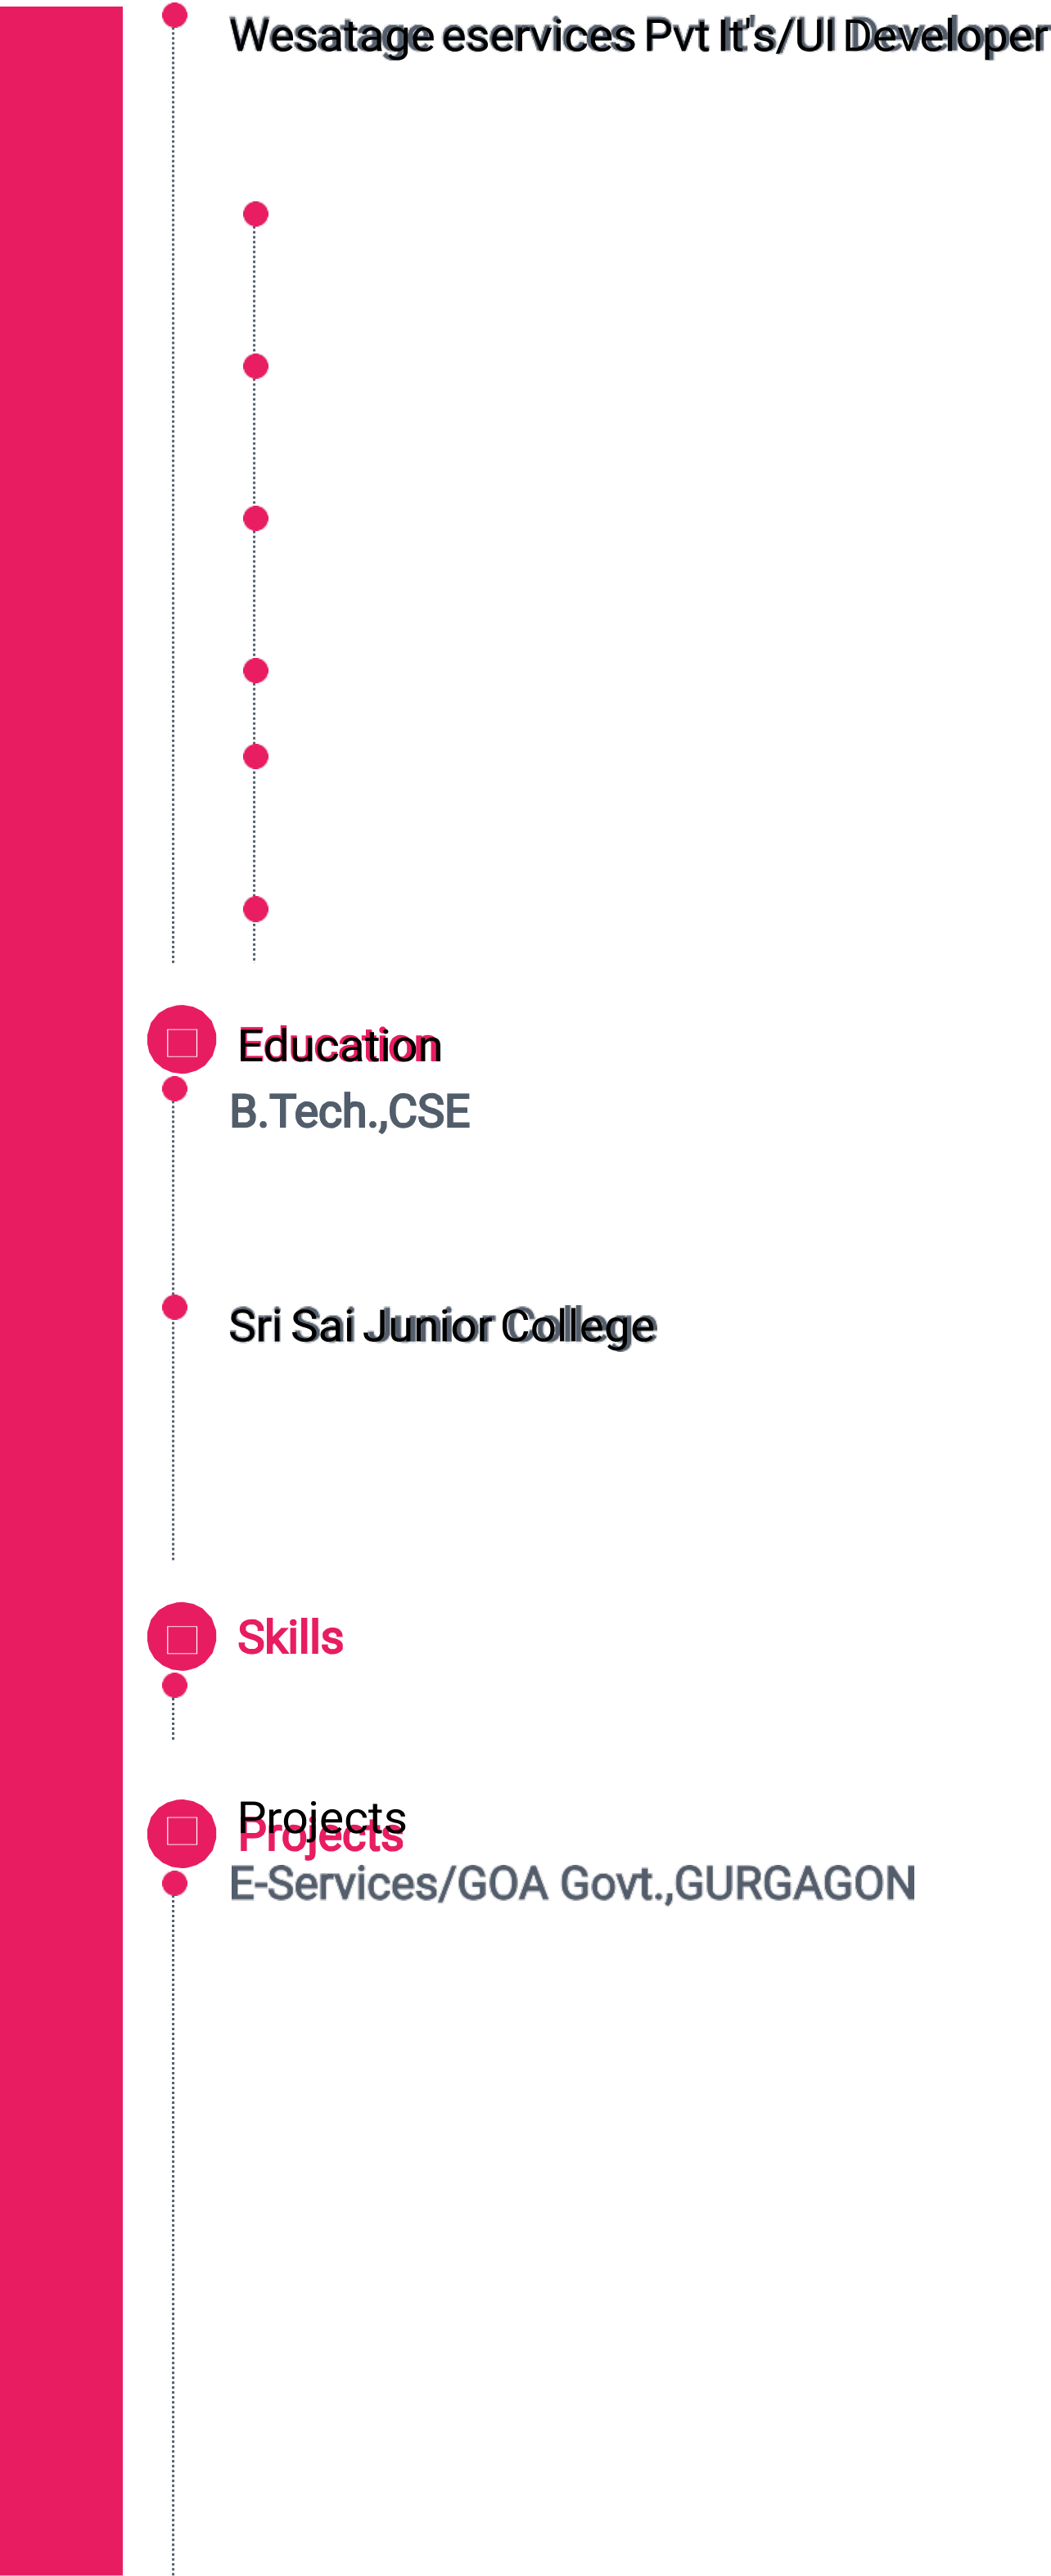 Wesatage eservices Pvt lt's/UI Developer
Education
B.Tech.,CSE
Sri Sai Junior College
Skills
Projects
Projects
E-Services/GOA Govt.,GURGAGON